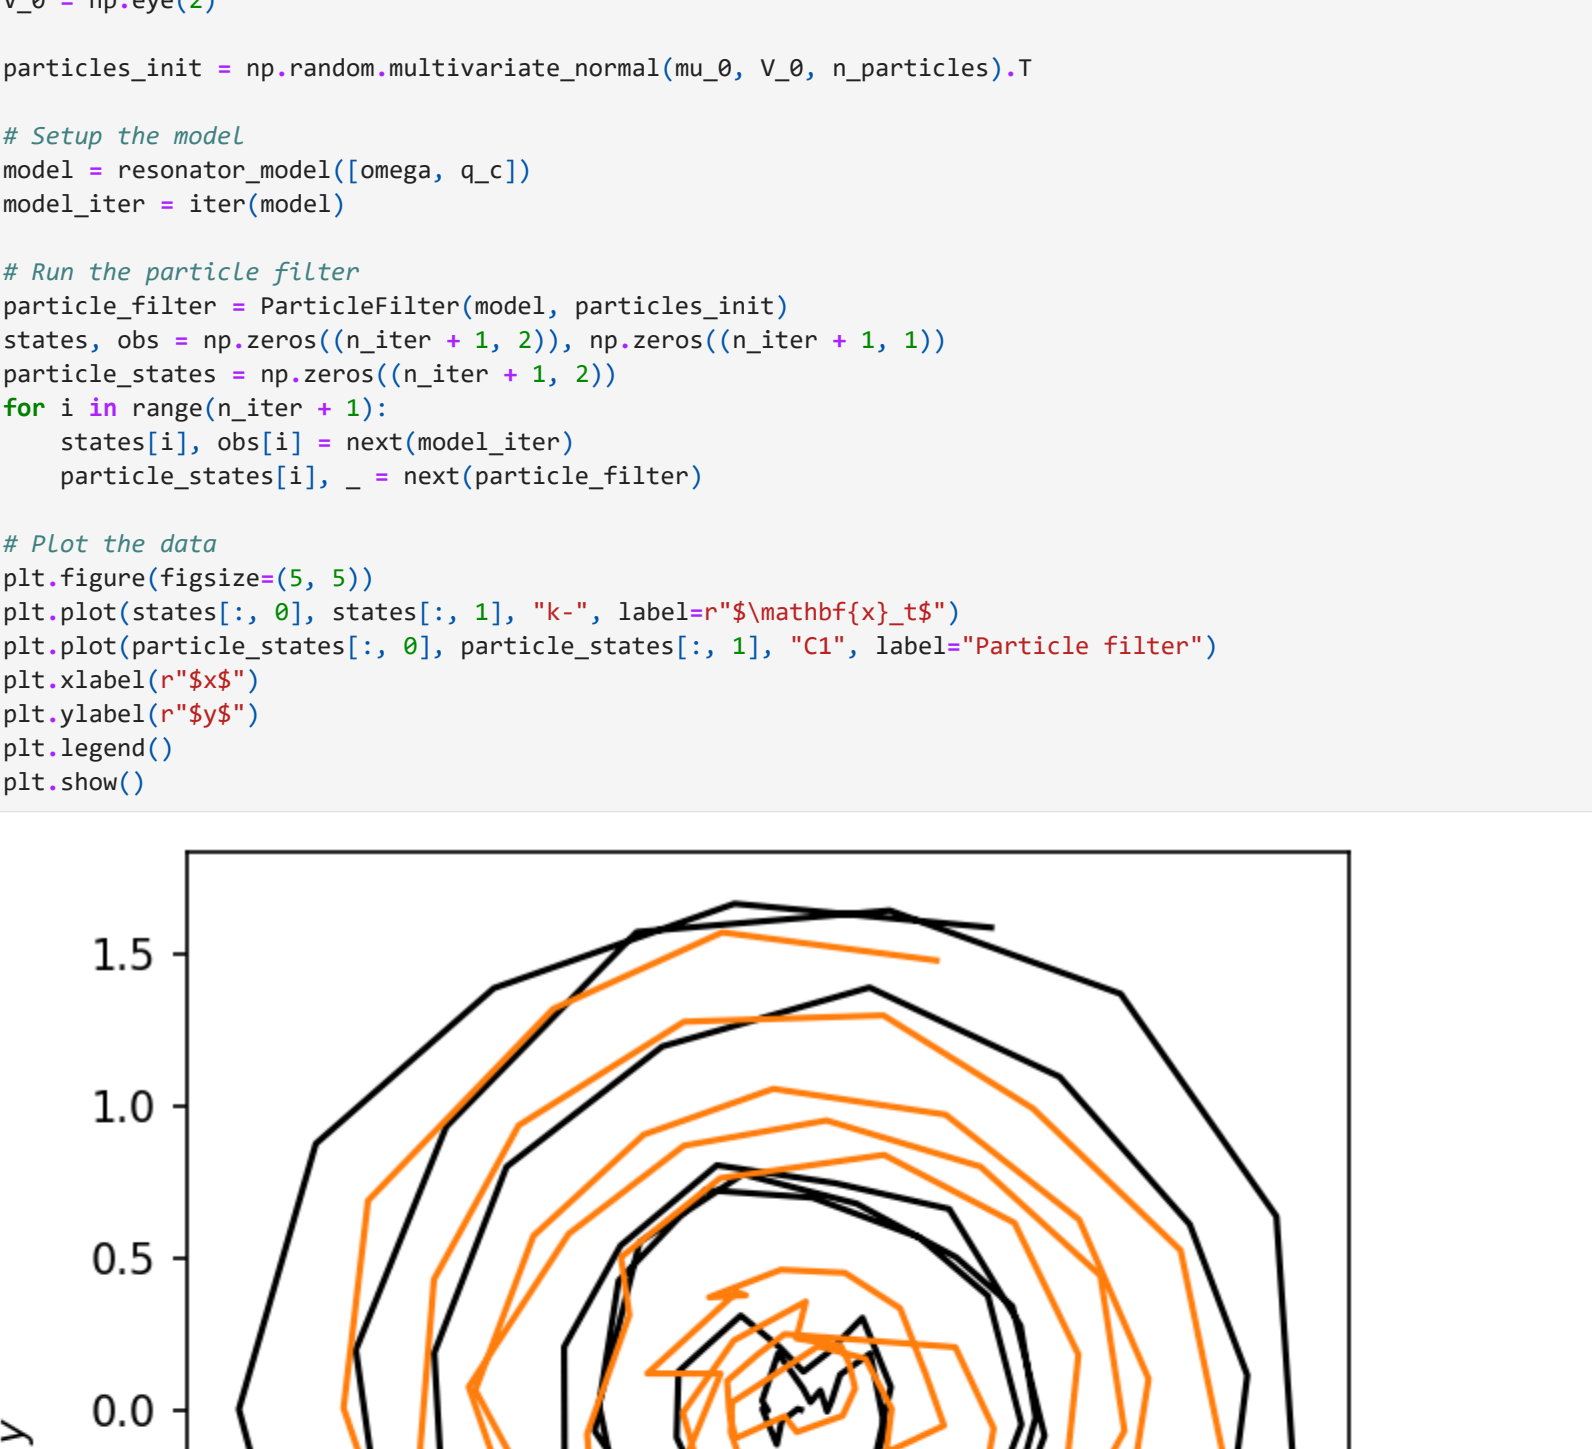 V_0 = np.eye(2)
particles_init = np.random.multivariate_normal(mu_0, V_0, n_particles).T
# Setup the model
model = resonator_model([omega, q_c])
model_iter = iter(model)
# Run the particle filter
particle_filter = ParticleFilter(model, particles_init)
states, obs = np.zeros((n_iter + 1, 2)), np.zeros((n_iter + 1, 1))
particle_states = np.zeros((n_iter + 1, 2))
for i in range(n_iter + 1):
    states[i], obs[i] = next(model_iter)
    particle_states[i], _ = next(particle_filter)
# Plot the data
plt.figure(figsize=(5, 5))
plt.plot(states[:, 0], states[:, 1], "k-", label=r"$\mathbf{x}_t$")
plt.plot(particle_states[:, 0], particle_states[:, 1], "C1", label="Particle filter")
plt.xlabel(r"$x$")
plt.ylabel(r"$y$")
plt.legend()
plt.show()
1.5
1.0
0.5
0.0
y